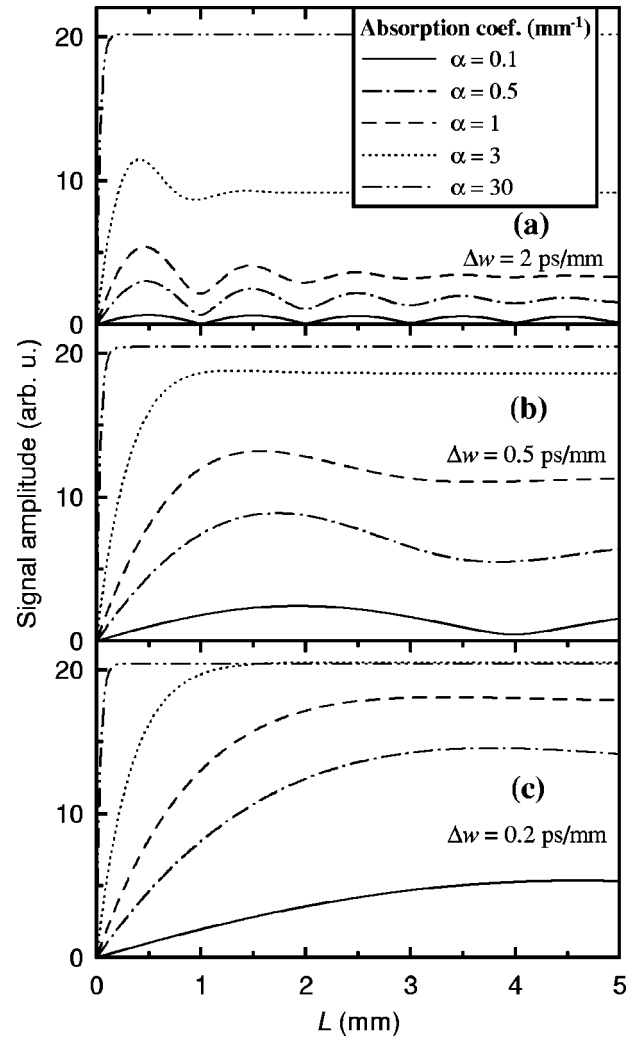 Absorption coef. (mm⁻¹)
α = 0.1
α = 0.5
α = 1
α = 3
α = 30
20
10
0
(a)
Δw = 2 ps/mm
20
10
0
(b)
Δw = 0.5 ps/mm
20
10
0
(c)
Δw = 0.2 ps/mm
Signal amplitude (arb. u.)
0 1 2 3 4 5
L (mm)